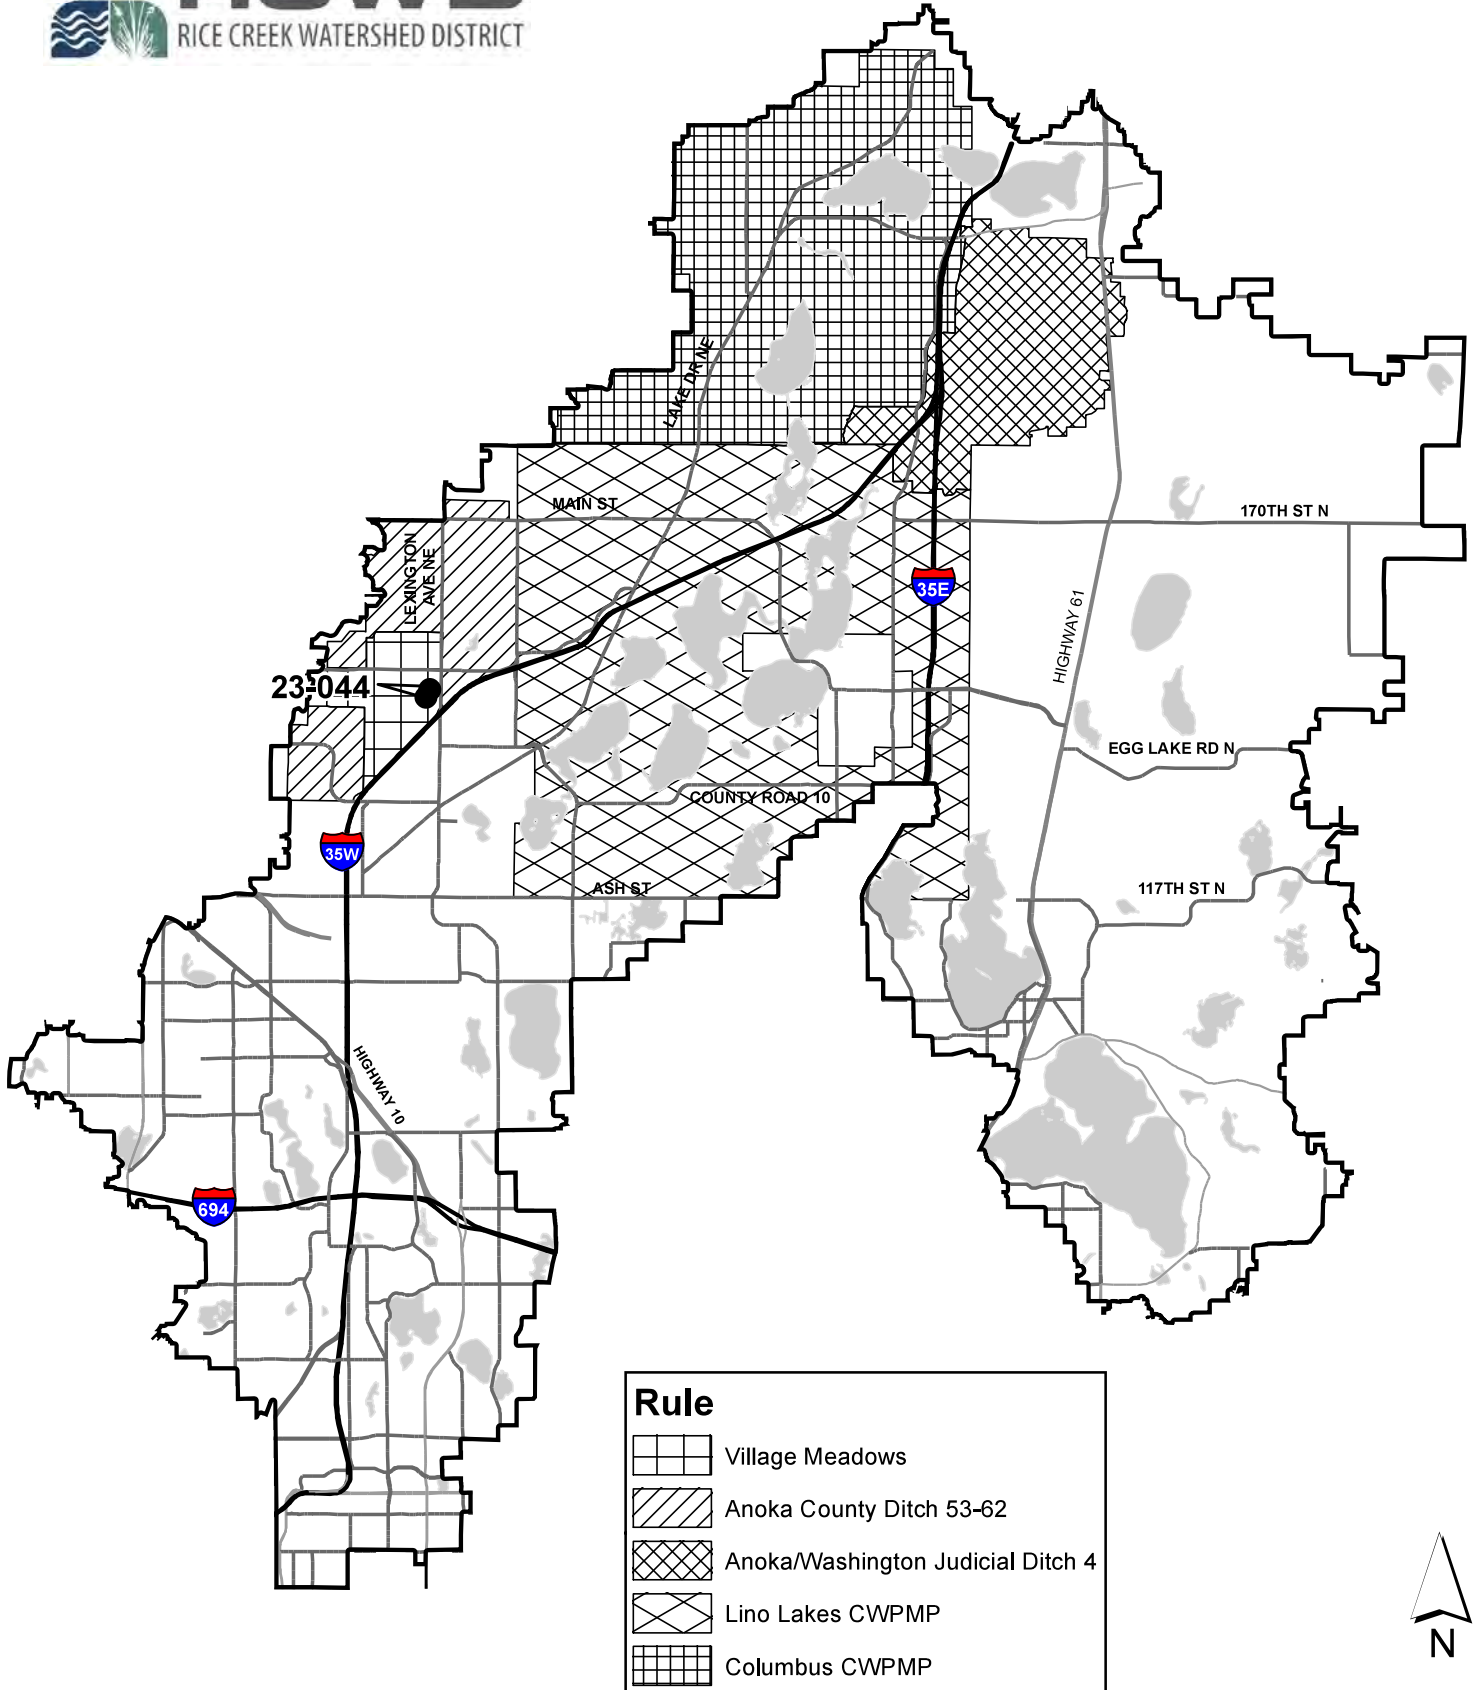 RICE CREEK WATERSHED DISTRICT
LAKE DR NE
MAIN ST
170TH ST N
LEXINGTON
AVE NE
35E
HIGHWAY 61
23-044
EGG LAKE RD N
COUNTY ROAD 10
35W
ASH ST
117TH ST N
HIGHWAY 10
694
Rule
Village Meadows
Anoka County Ditch 53-62
Anoka/Washington Judicial Ditch 4
Lino Lakes CWPMP
Columbus CWPMP
N